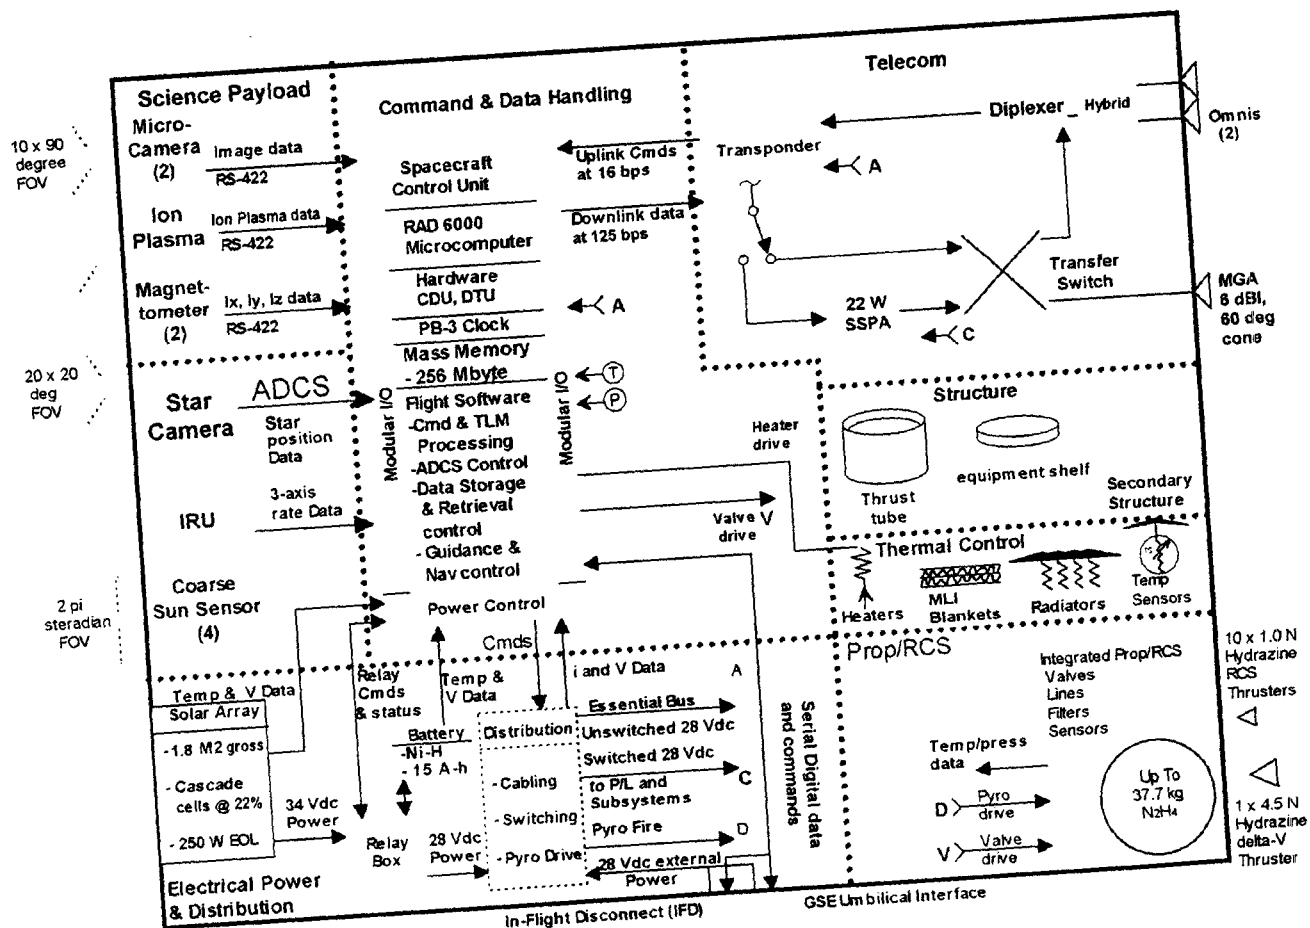 Science Payload
Micro-
Camera
(2)
Image data
RS-422
Ion
Plasma
Ion Plasma data
RS-422
Magnet-
tometer
(2)
Ix, Iy, Iz data
RS-422
10 x 90
degree
FOV
20 x 20
deg
FOV
2 pi
steradian
FOV
ADCS
Star
Camera
Star
position
Data
IRU
3-axis
rate Data
Coarse
Sun Sensor
(4)
Command & Data Handling
Spacecraft
Control Unit
RAD 6000
Microcomputer
Hardware
CDU, DTU
PB-3 Clock
Mass Memory
- 256 Mbyte
Flight Software
-Cmd & TLM
Processing
-ADCS Control
-Data Storage
& Retrieval
control
- Guidance &
Nav control
Power Control
Modular I/O
Modular I/O
Uplink Cmds
at 16 bps
Downlink data
at 125 bps
A
T
P
Heater
drive
Valve V
drive
Telecom
Transponder
A
Diplexer
Hybrid
Omnis
(2)
Transfer
Switch
22 W
SSPA
C
MGA
6 dBI,
60 deg
cone
Structure
Thrust
tube
equipment shelf
Secondary
Structure
Thermal Control
Heaters
MLI
Blankets
Radiators
TS
Temp
Sensors
Prop/RCS
Integrated Prop/RCS
Valves
Lines
Filters
Sensors
Temp/press
data
D
Pyro
drive
V
Valve
drive
Up To
37.7 kg
N2H4
10 x 1.0 N
Hydrazine
RCS
Thrusters
1 x 4.5 N
Hydrazine
delta-V
Thruster
Temp & V Data
Solar Array
-1.8 M2 gross
- Cascade
cells @ 22%
- 250 W EOL
34 Vdc
Power
Relay
Cmds
& status
Temp &
V Data
Cmds
i and V Data
Battery
-Ni-H
- 15 A-h
Relay
Box
28 Vdc
Power
Distribution
- Cabling
- Switching
- Pyro Drive
A
Essential Bus
Unswitched 28 Vdc
Switched 28 Vdc
to P/L and
Subsystems
C
Pyro Fire
D
28 Vdc external
Power
Serial Digital data
and commands
Electrical Power
& Distribution
In-Flight Disconnect (IFD)
GSE Umbilical Interface